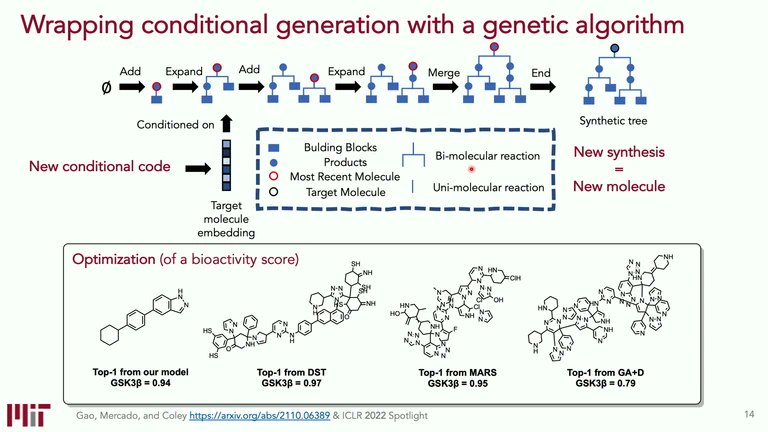 Wrapping conditional generation with a genetic algorithm
Add
Expand
Add
Expand
Merge
End
Ø
Conditioned on
Synthetic tree
New conditional code
Bulding Blocks
Products
Most Recent Molecule
Target Molecule
Bi-molecular reaction
Uni-molecular reaction
New synthesis
=
New molecule
Target
molecule
embedding
Optimization (of a bioactivity score)
Top-1 from our model
GSK3β = 0.94
Top-1 from DST
GSK3β = 0.97
Top-1 from MARS
GSK3β = 0.95
Top-1 from GA+D
GSK3β = 0.79
MIT
Gao, Mercado, and Coley https://arxiv.org/abs/2110.06389 & ICLR 2022 Spotlight
14